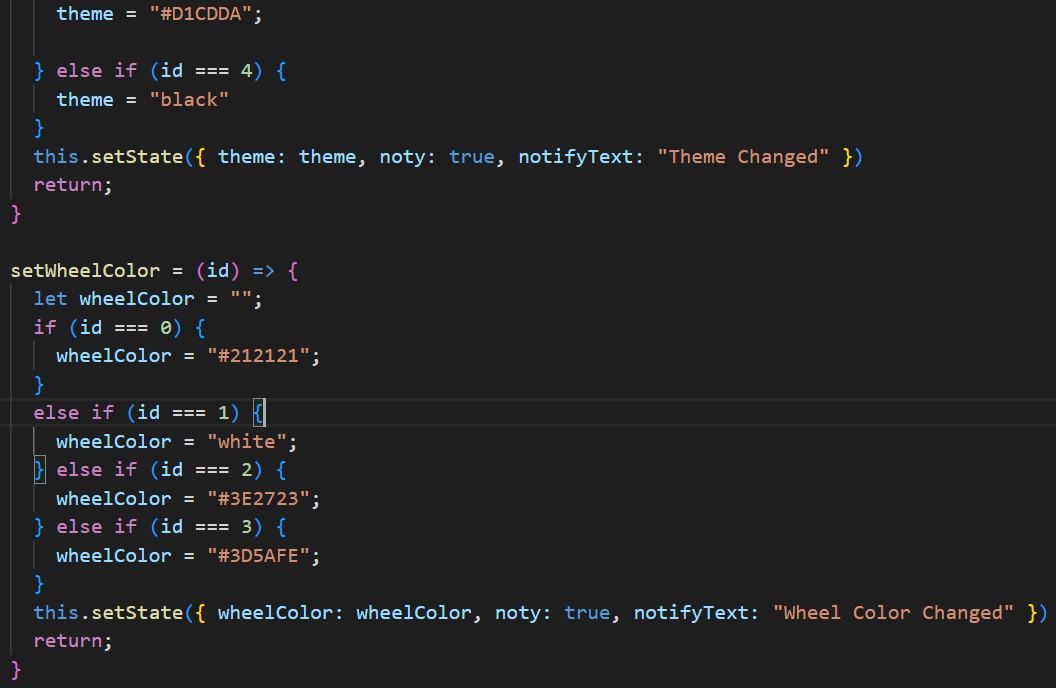 theme = "#D1CDDA";
} else if (id === 4) {
theme = "black"
}
this.setState({ theme: theme, noty: true, notifyText: "Theme Changed" })
return;
}
setWheelColor = (id) => {
let wheelColor = "";
if (id === 0) {
wheelColor = "#212121";
}
else if (id === 1) {
wheelColor = "white";
} else if (id === 2) {
wheelColor = "#3E2723";
} else if (id === 3) {
wheelColor = "#3D5AFE";
}
this.setState({ wheelColor: wheelColor, noty: true, notifyText: "Wheel Color Changed" })
return;
}